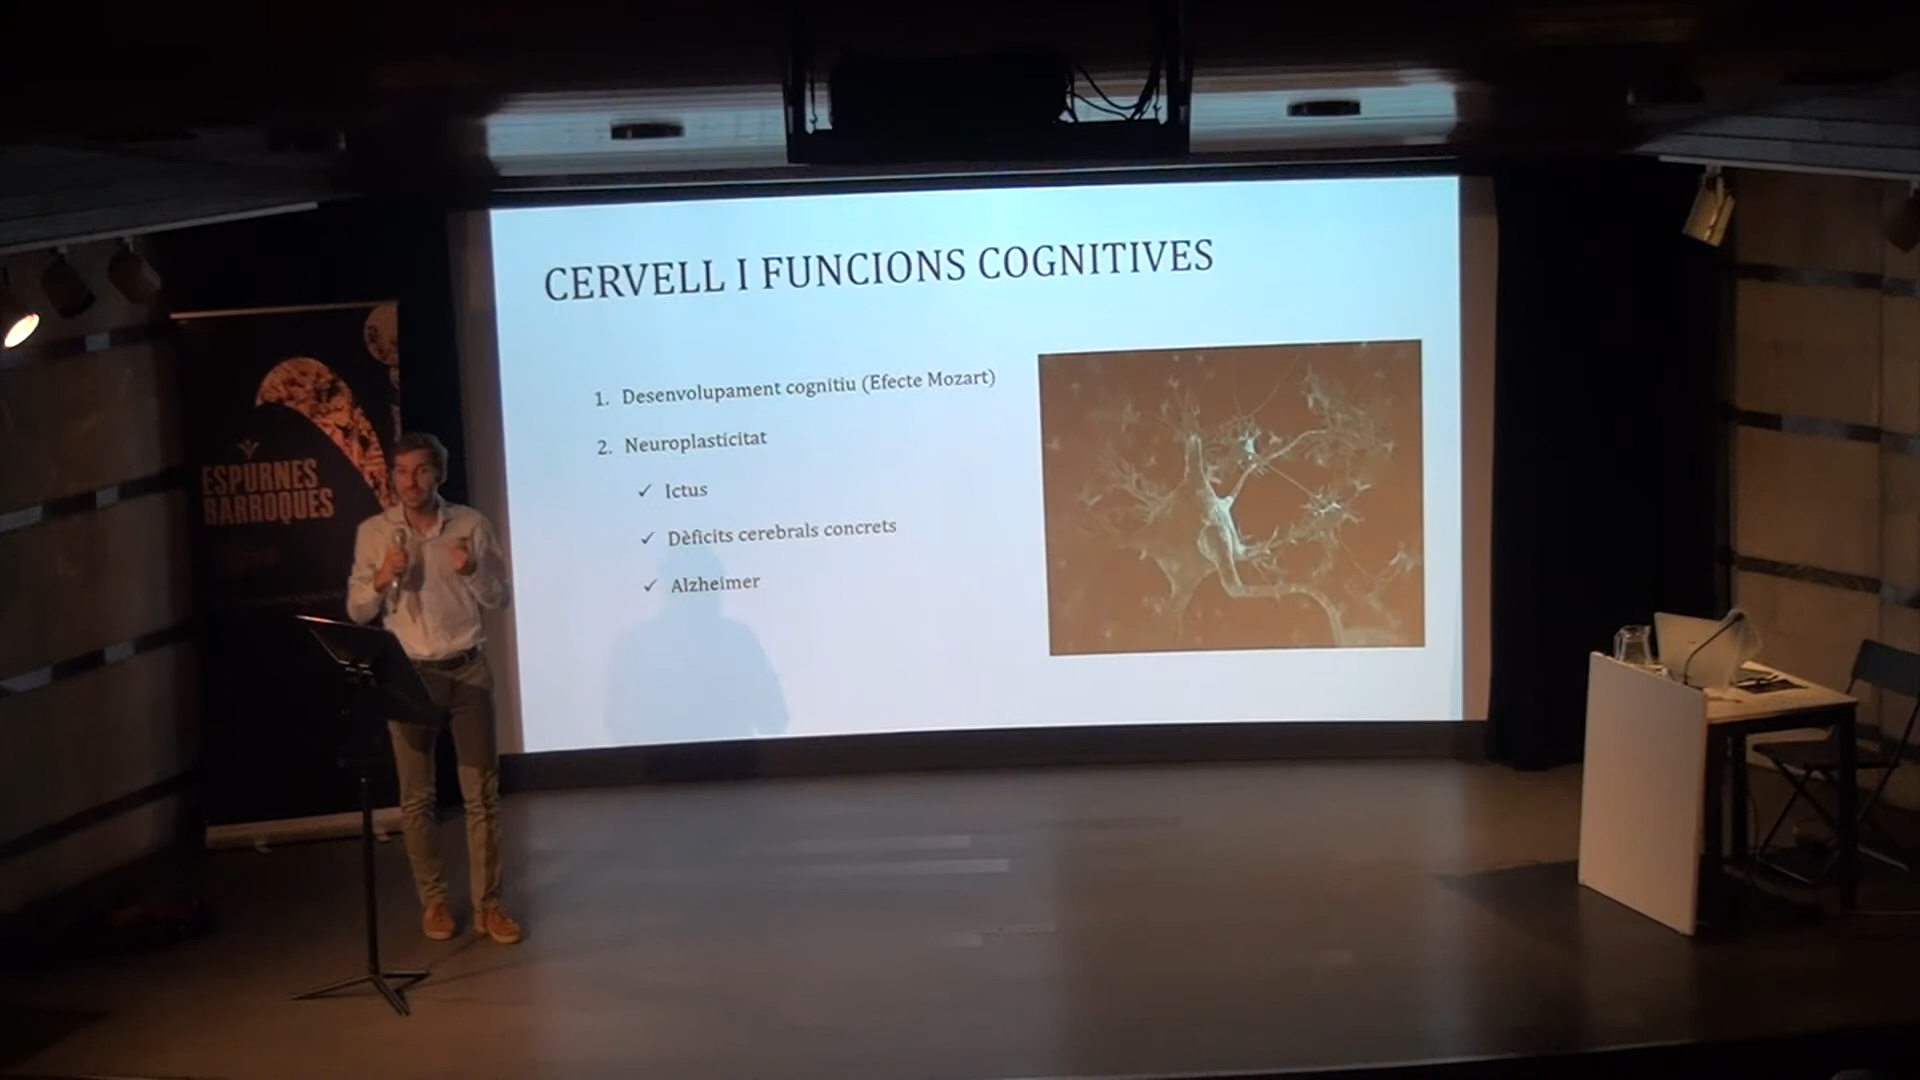 CERVELL I FUNCIONS COGNITIVES
1. Desenvolupament cognitiu (Efecte Mozart)
2. Neuroplasticitat
✓ Ictus
✓ Dèficits cerebrals concrets
✓ Alzheimer
ESPURNES
BARROQUES